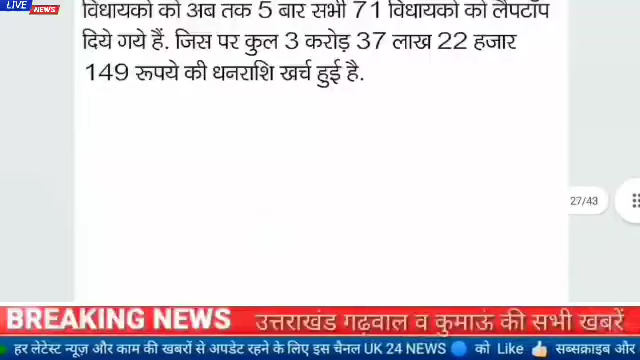 LIVE
NEWS
विधायको को अब तक 5 बार सभी 71 विधायको को लैपटॉप
दिये गये हैं. जिस पर कुल 3 करोड़ 37 लाख 22 हजार
149 रूपये की धनराशि खर्च हुई है.
27/43
BREAKING NEWS उत्तराखंड गढ़वाल व कुमाऊं की सभी खबरें
हर लेटेस्ट न्यूज़ और काम की खबरों से अपडेट रहने के लिए इस चैनल UK 24 NEWS 🔵 को Like 👍 सब्सक्राइब और